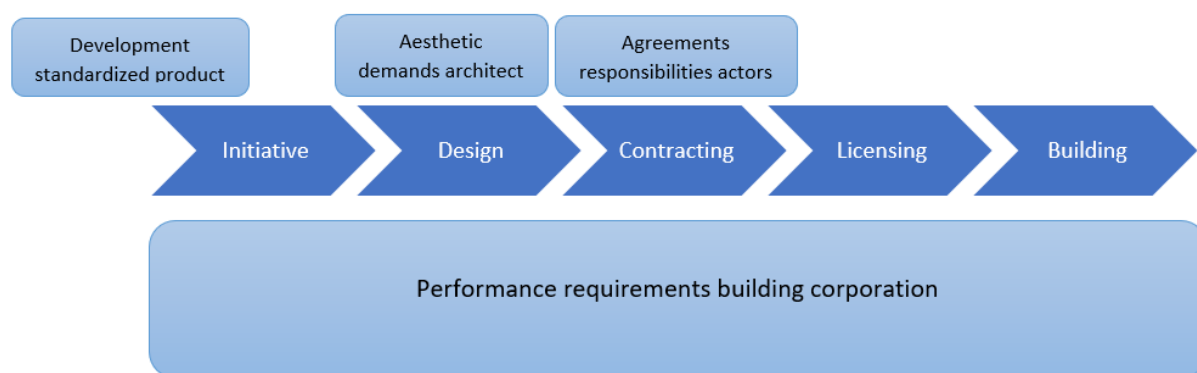 Development
standardized product
Aesthetic
demands architect
Agreements
responsibilities actors
Initiative
Design
Contracting
Licensing
Building
Performance requirements building corporation